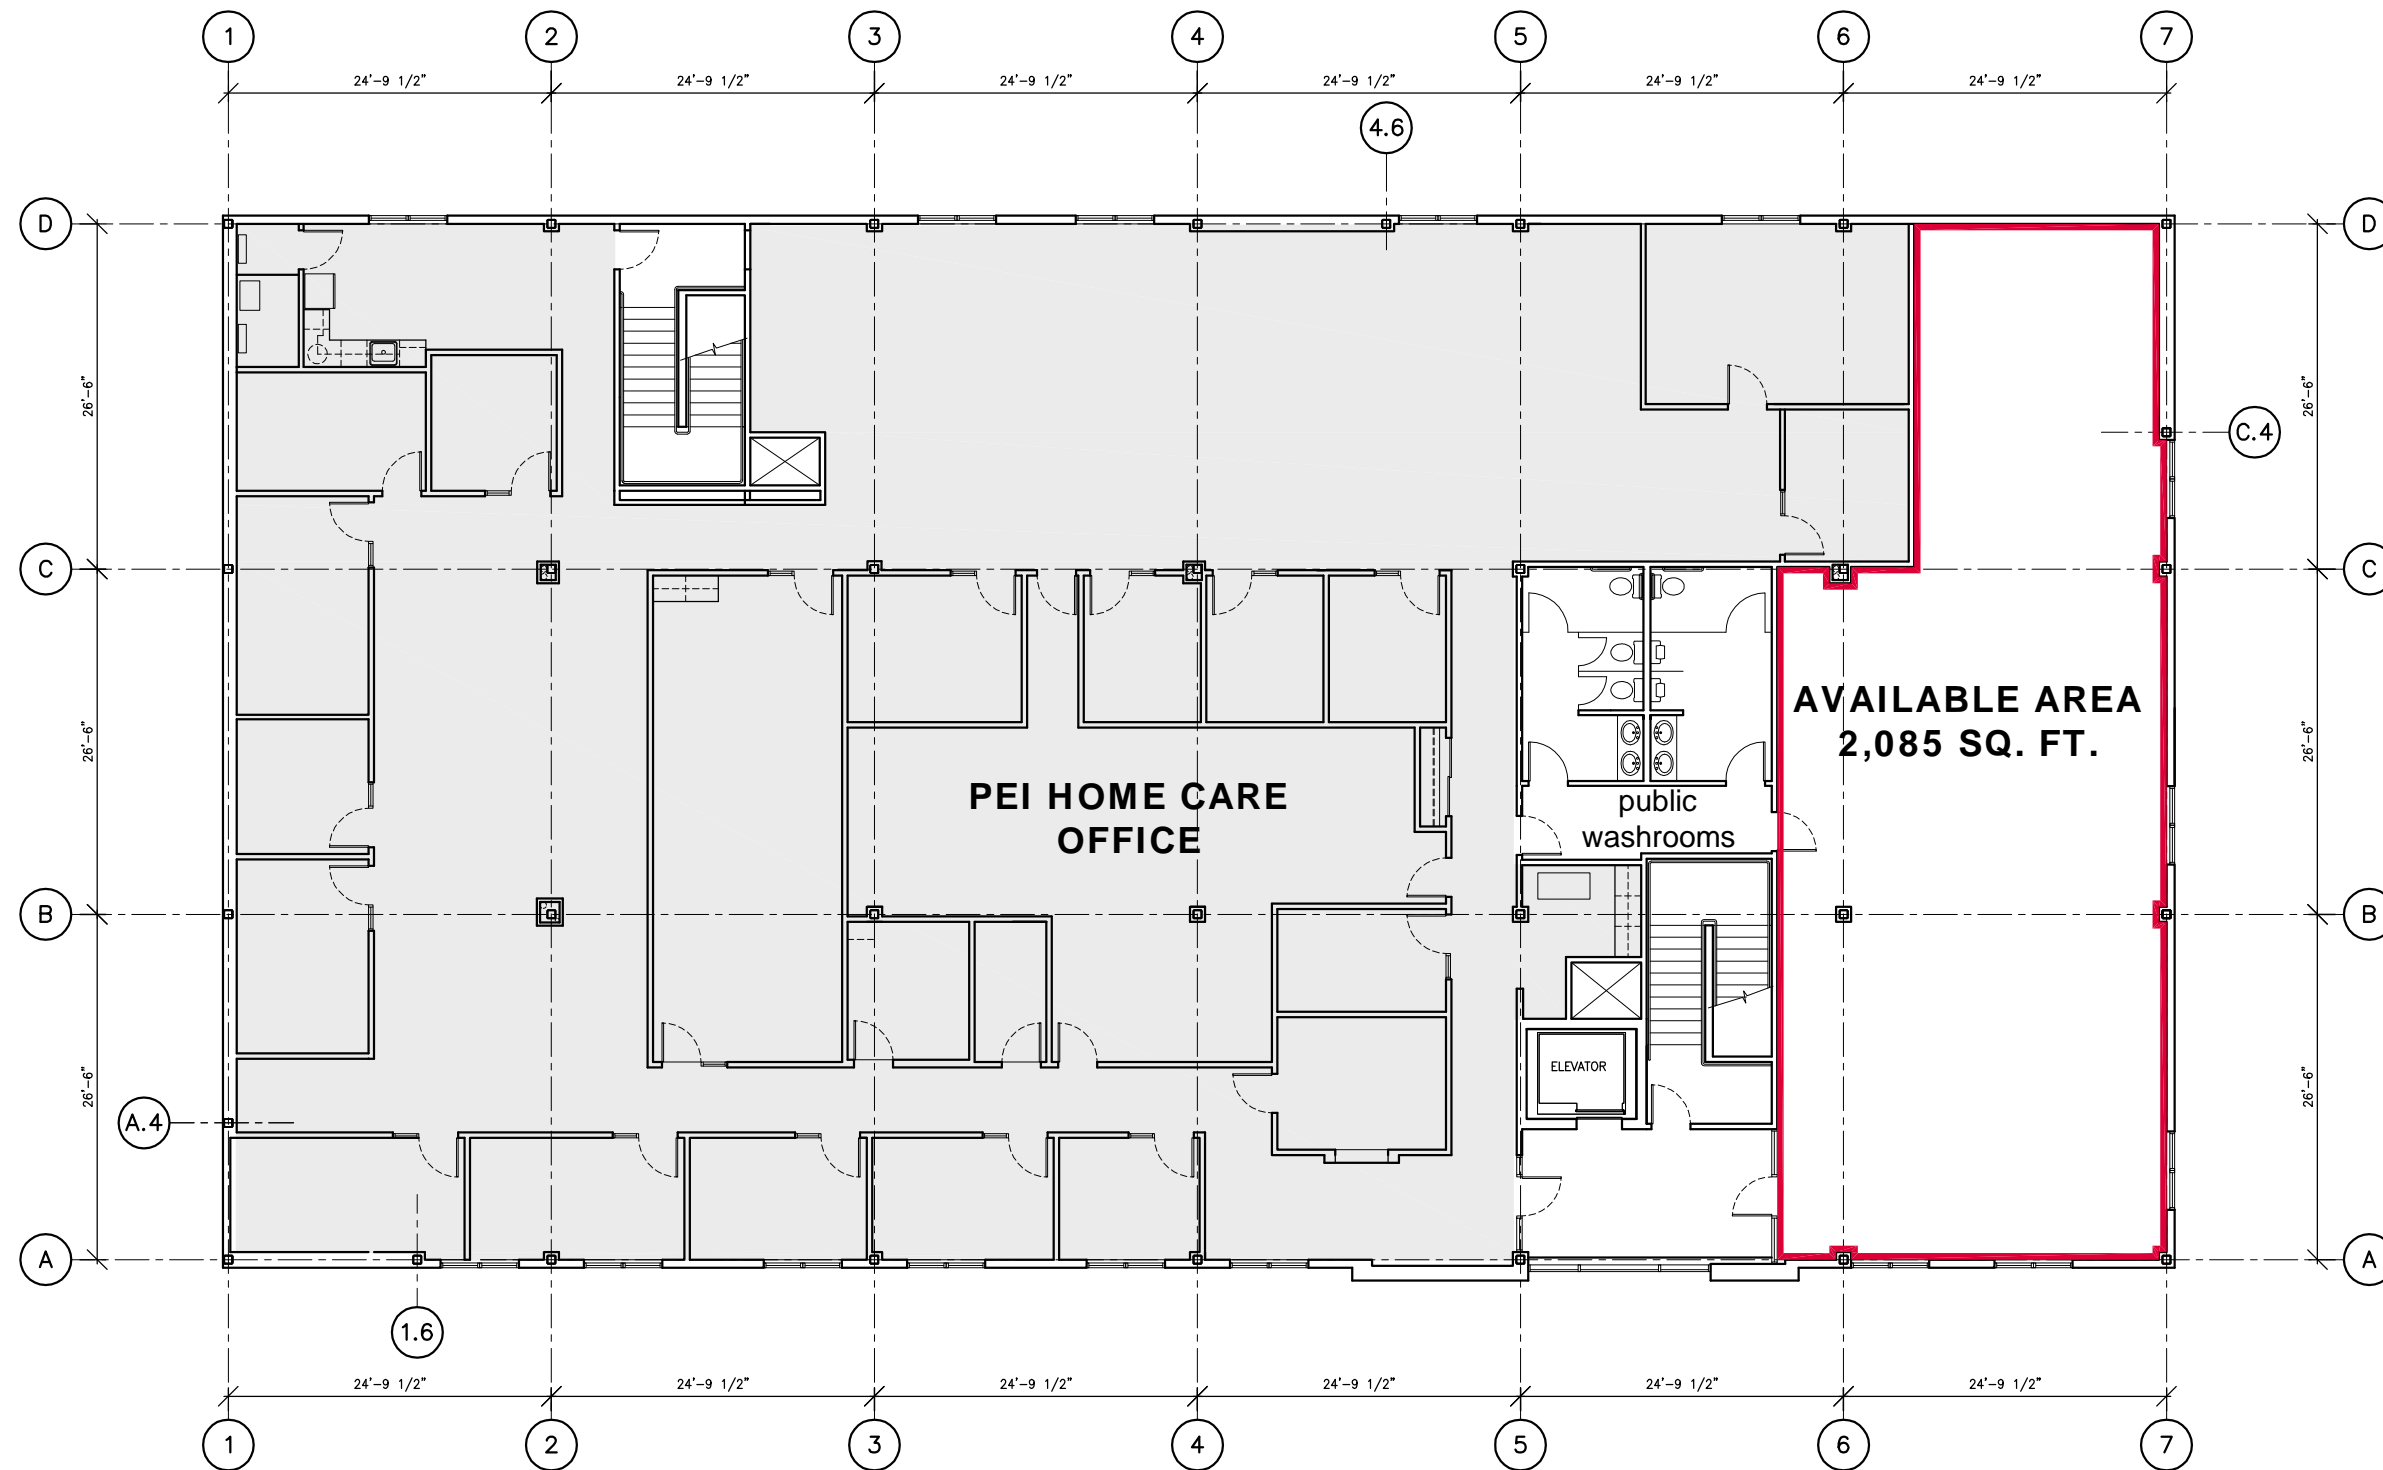 1 2 3 4 5 6 7
24'-9 1/2" 24'-9 1/2" 24'-9 1/2" 24'-9 1/2" 24'-9 1/2" 24'-9 1/2"
4.6
D D
26'-6" 26'-6"
C.4
C C
AVAILABLE AREA
2,085 SQ. FT.
26'-6" 26'-6"
PEI HOME CARE
OFFICE
public
washrooms
B B
ELEVATOR
26'-6" 26'-6"
A.4
A A
1.6
24'-9 1/2" 24'-9 1/2" 24'-9 1/2" 24'-9 1/2" 24'-9 1/2" 24'-9 1/2"
1 2 3 4 5 6 7